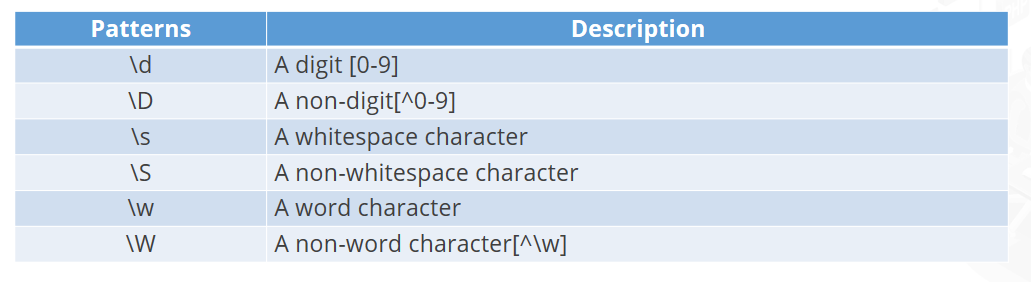 Patterns Description
\d A digit [0-9]
\D A non-digit[^0-9]
\s A whitespace character
\S A non-whitespace character
\w A word character
\W A non-word character[^\w]